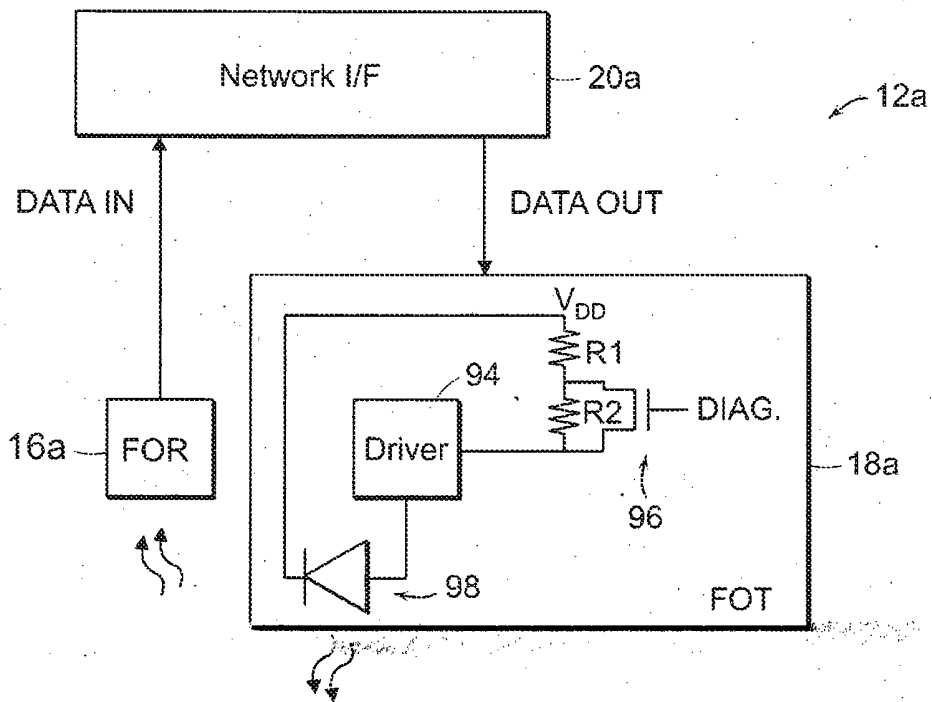 Network I/F
20a
12a
DATA IN
DATA OUT
VDD
R1
94
R2
DIAG.
16a
FOR
Driver
18a
96
98
FOT